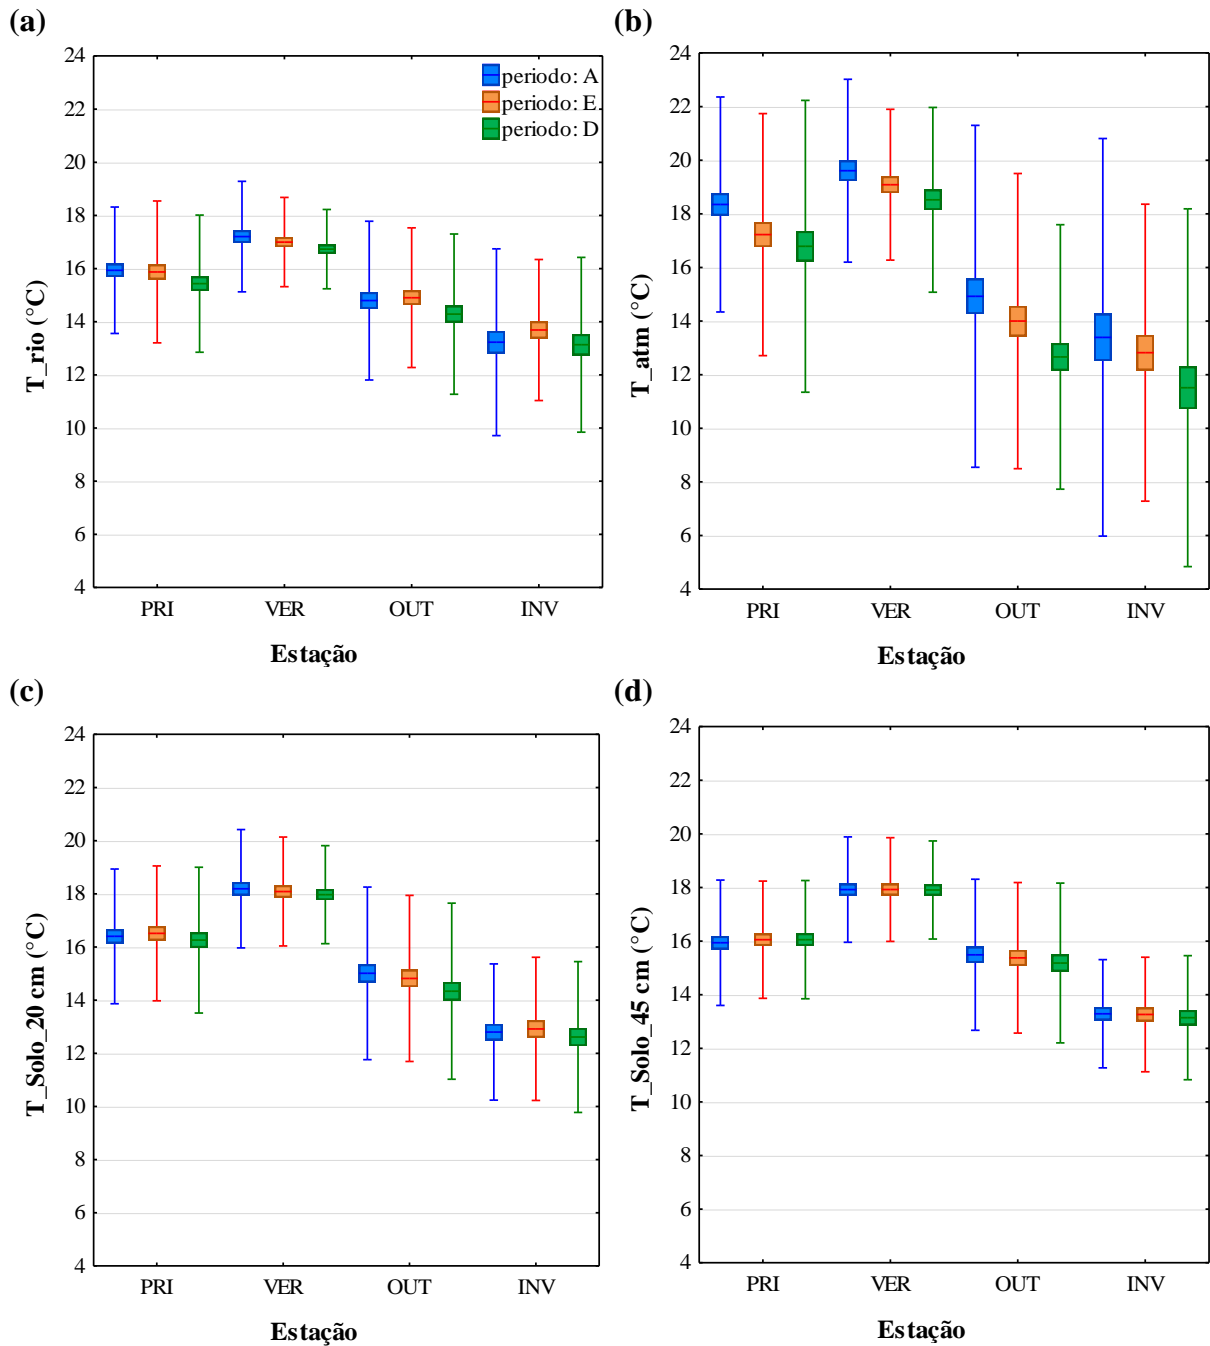 (a)
24
22
20
18
16
14
12
10
8
6
4
T_rio (°C)
periodo: A
periodo: E.
periodo: D
PRI VER OUT INV
Estação
(b)
24
22
20
18
16
14
12
10
8
6
4
T_atm (°C)
PRI VER OUT INV
Estação
(c)
24
22
20
18
16
14
12
10
8
6
4
T_Solo_20 cm (°C)
PRI VER OUT INV
Estação
(d)
24
22
20
18
16
14
12
10
8
6
4
T_Solo_45 cm (°C)
PRI VER OUT INV
Estação